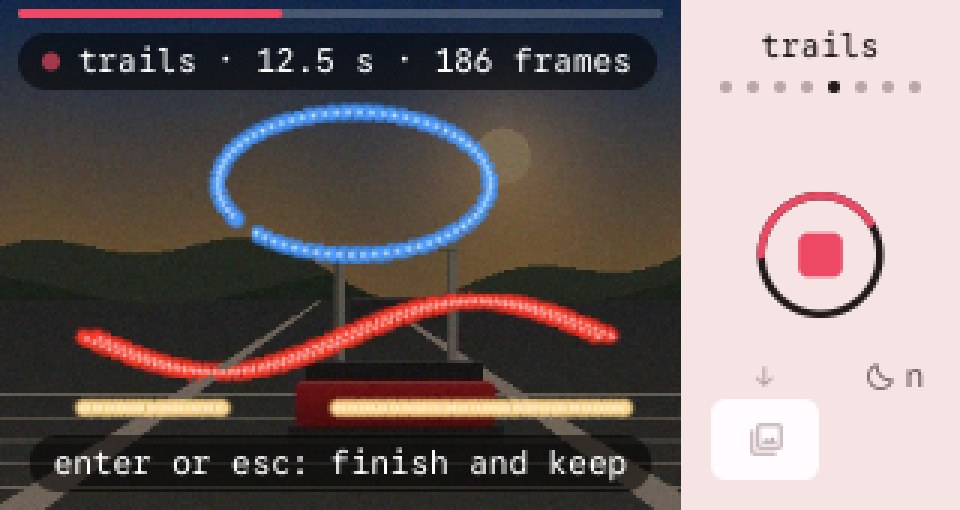 trails · 12.5 s · 186 frames
enter or esc: finish and keep
trails
n